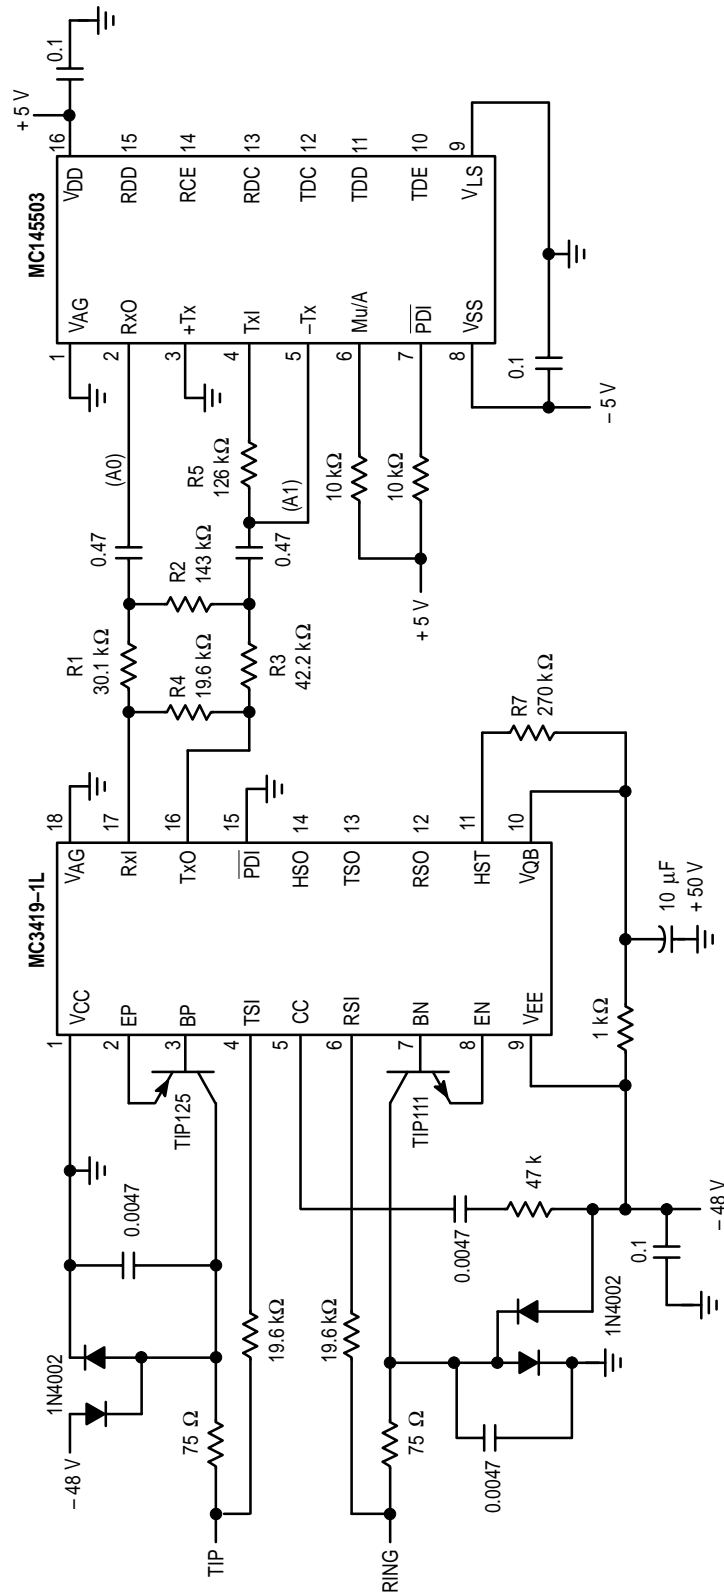 TIP
RING
– 48 V
1N4002
0.0047
75 Ω
19.6 kΩ
19.6 kΩ
75 Ω
0.0047
1N4002
0.0047
47 k
0.1
– 48 V
TIP125
TIP111
1 kΩ
10 µF
+ 50 V
R7
270 kΩ
MC3419–1L
1
VCC
2
EP
3
BP
4
TSI
5
CC
6
RSI
7
BN
8
EN
9
VEE
VAG
18
RxI
17
TxO
16
PDI
15
HSO
14
TSO
13
RSO
12
HST
11
VQB
10
R1
30.1 kΩ
R4
19.6 kΩ
R3
42.2 kΩ
R2
143 kΩ
0.47
0.47
(A0)
R5
126 kΩ
(A1)
10 kΩ
10 kΩ
+ 5 V
– 5 V
0.1
MC145503
1
VAG
2
RxO
3
+Tx
4
TxI
5
–Tx
6
Mu/A
7
PDI
8
VSS
VDD
16
RDD
15
RCE
14
RDC
13
TDC
12
TDD
11
TDE
10
VLS
9
+ 5 V
0.1